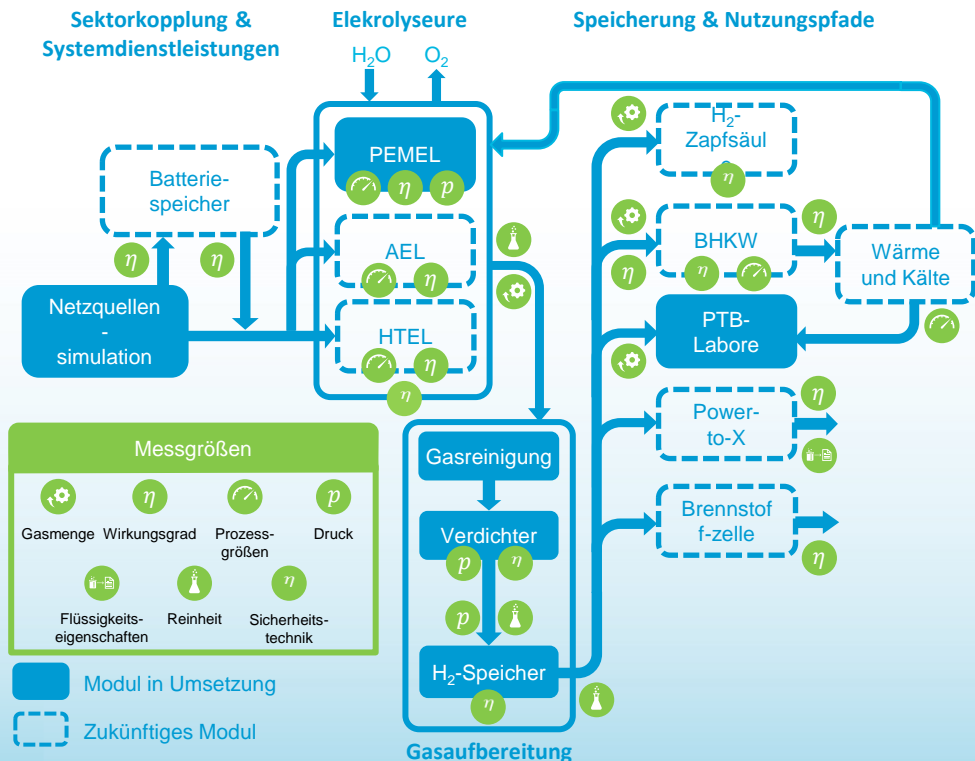 Sektorkopplung &
Systemdienstleistungen
Elekrolyseure
Speicherung & Nutzungspfade
H₂O
O₂
Batterie-
speicher
η
η
Netzquellen
-
simulation
PEMEL
η
p
AEL
η
HTEL
η
η
Gasreinigung
Verdichter
p
η
p
H₂-Speicher
η
Gasaufbereitung
H₂-
Zapfsäul
η
BHKW
η
η
η
Wärme
und Kälte
PTB-
Labore
Power-
to-X
η
Brennstof
f-zelle
η
Messgrößen
η
p
Gasmenge
Wirkungsgrad
Prozess-
größen
Druck
η
Flüssigkeits-
eigenschaften
Reinheit
Sicherheits-
technik
Modul in Umsetzung
Zukünftiges Modul